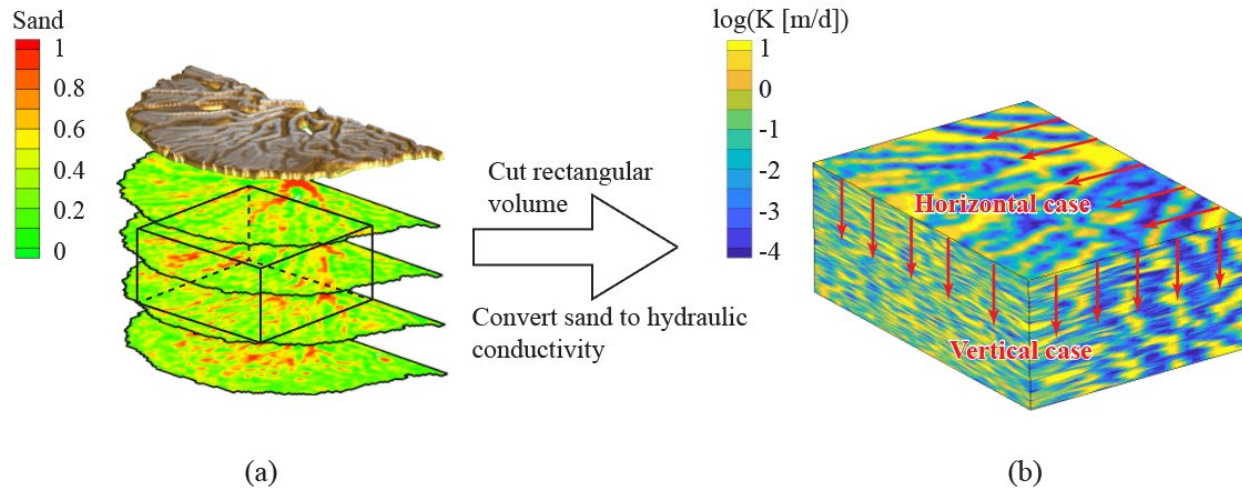 Sand
1
0.8
0.6
0.4
0.2
0
Cut rectangular
volume
Convert sand to hydraulic
conductivity
log(K [m/d])
1
0
-1
-2
-3
-4
Horizontal case
Vertical case
(a)
(b)